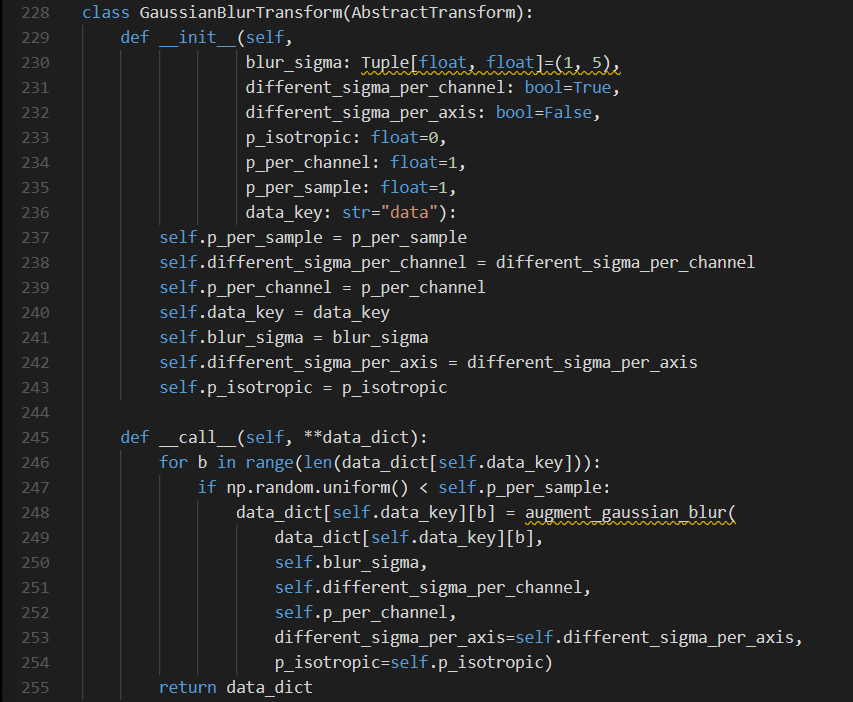 228 class GaussianBlurTransform(AbstractTransform):
229     def __init__(self,
230                  blur_sigma: Tuple[float, float]=(1, 5),
231                  different_sigma_per_channel: bool=True,
232                  different_sigma_per_axis: bool=False,
233                  p_isotropic: float=0,
234                  p_per_channel: float=1,
235                  p_per_sample: float=1,
236                  data_key: str="data"):
237         self.p_per_sample = p_per_sample
238         self.different_sigma_per_channel = different_sigma_per_channel
239         self.p_per_channel = p_per_channel
240         self.data_key = data_key
241         self.blur_sigma = blur_sigma
242         self.different_sigma_per_axis = different_sigma_per_axis
243         self.p_isotropic = p_isotropic
244
245     def __call__(self, **data_dict):
246         for b in range(len(data_dict[self.data_key])):
247             if np.random.uniform() < self.p_per_sample:
248                 data_dict[self.data_key][b] = augment_gaussian_blur(
249                     data_dict[self.data_key][b],
250                     self.blur_sigma,
251                     self.different_sigma_per_channel,
252                     self.p_per_channel,
253                     different_sigma_per_axis=self.different_sigma_per_axis,
254                     p_isotropic=self.p_isotropic)
255         return data_dict